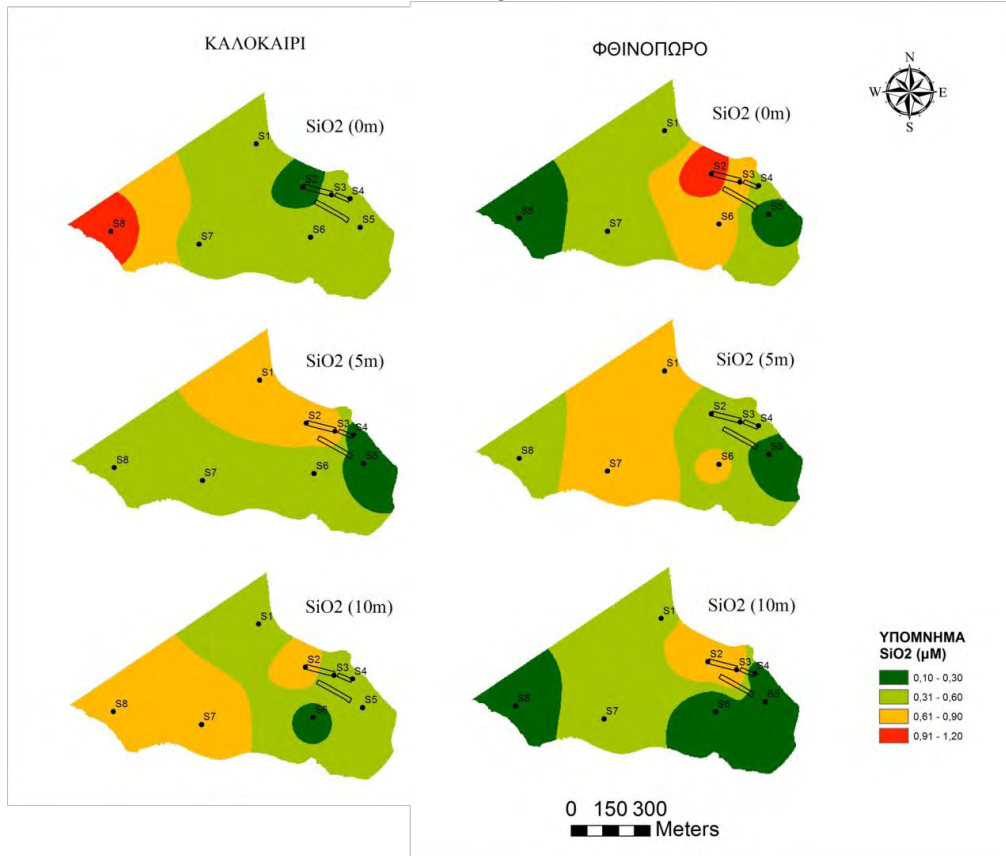 ΚΑΛΟΚΑΙΡΙ
SiO2 (0m)
S1
S2
S3
S4
S5
S6
S7
S8
SiO2 (5m)
S1
S2
S3
S4
S5
S6
S7
S8
SiO2 (10m)
S1
S2
S3
S4
S5
S6
S7
S8
ΦΘΙΝΟΠΩΡΟ
SiO2 (0m)
S1
S2
S3
S4
S5
S6
S7
S8
SiO2 (5m)
S1
S2
S3
S4
S5
S6
S7
S8
SiO2 (10m)
S1
S2
S3
S4
S5
S6
S7
S8
N
W E
S
ΥΠΟΜΝΗΜΑ
SiO2 (μM)
0,10 - 0,30
0,31 - 0,60
0,61 - 0,90
0,91 - 1,20
0 150 300
Meters